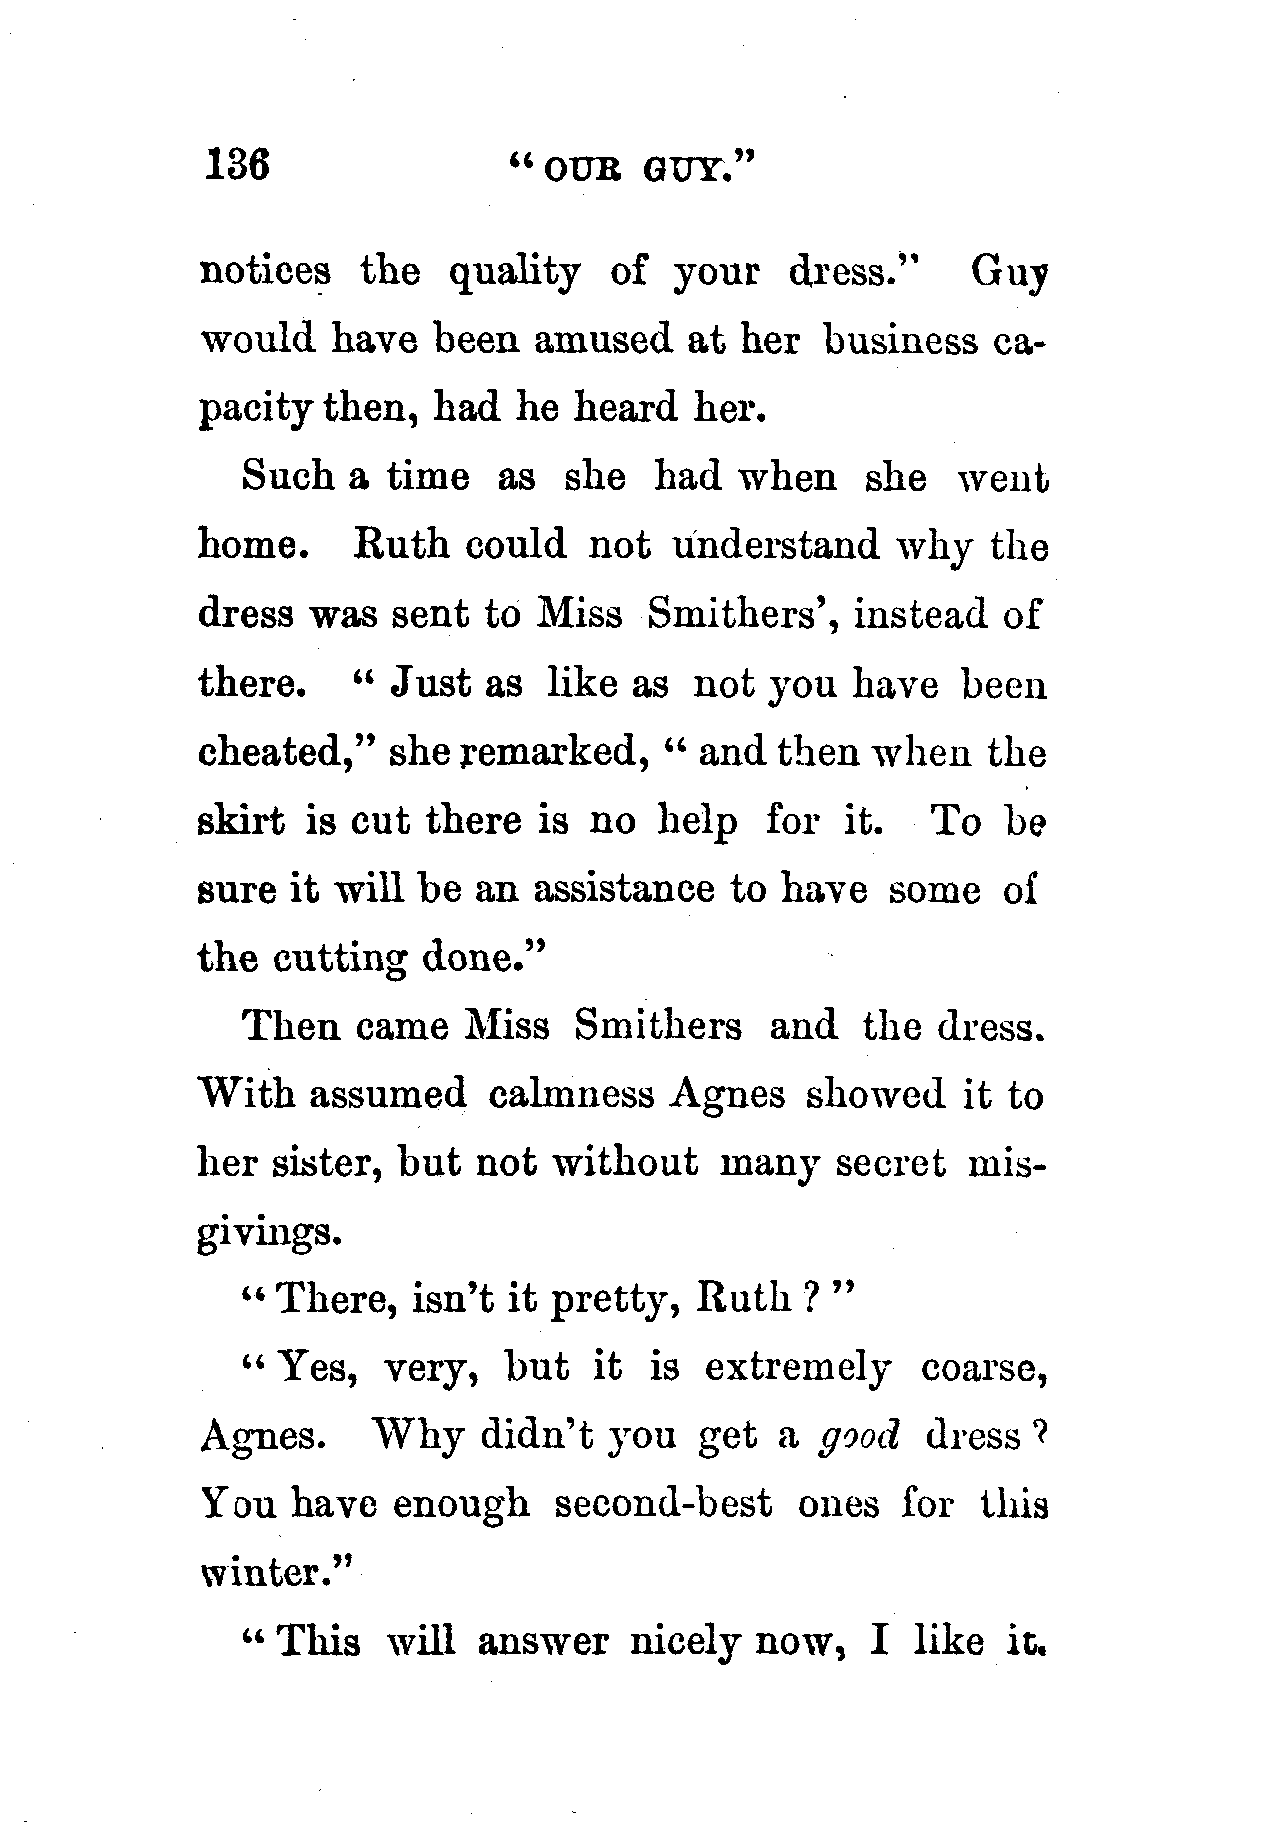 136 " OUR GUY."
notices the quality of your dress." Guy
would have been amused at her business ca-
pacity then, had he heard her.
Such a time as she had when she went
home. Ruth could not understand why the
dress was sent to Miss Smithers', instead of
there. " Just as like as not you have been
cheated," she remarked, " and then when the
skirt is cut there is no help for it. To be
sure it will be an assistance to have some of
the cutting done."
Then came Miss Smithers and the dress.
With assumed calmness Agnes showed it to
her sister, but not without many secret mis-
givings.
" There, isn't it pretty, Ruth ? "
" Yes, very, but it is extremely coarse,
Agnes. Why didn't you get a good dress ?
You have enough second-best ones for this
winter."
" This will answer nicely now, I like it.